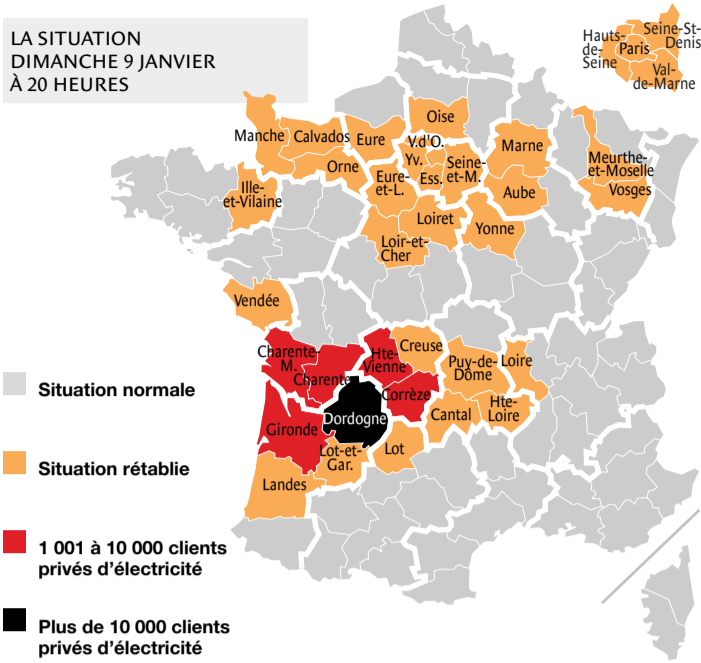 LA SITUATION
DIMANCHE 9 JANVIER
À 20 HEURES
Hauts-
de-
Seine
Paris
Seine-St-
Denis
Val-
de-Marne
Manche
Calvados
Eure
Oise
Orne
V.d'O.
Yv.
Ess.
Seine-
et-M.
Marne
Aube
Meurthe-
et-Moselle
Vosges
Ille-
et-Vilaine
Eure-
et-L.
Loiret
Loir-et-
Cher
Yonne
Vendée
Charente-
M.
Charente
Hte-
Vienne
Creuse
Corrèze
Puy-de-
Dôme
Loire
Cantal
Hte-
Loire
Gironde
Dordogne
Lot-et-
Gar.
Lot
Landes
Situation normale
Situation rétablie
1 001 à 10 000 clients
privés d'électricité
Plus de 10 000 clients
privés d'électricité